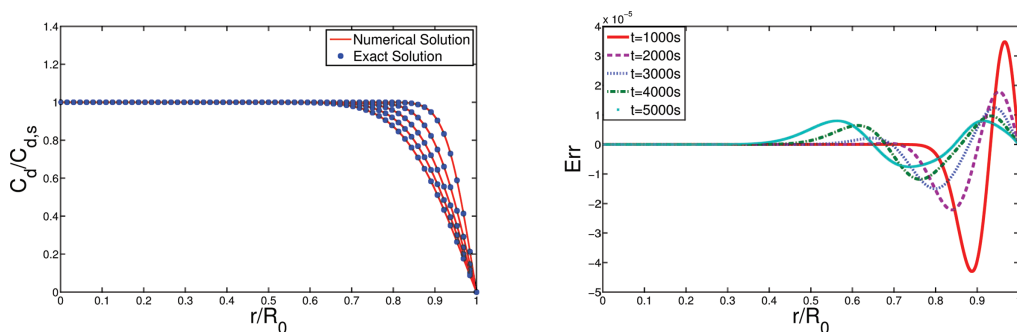 1.4
1.2
1
0.8
0.6
0.4
0.2
0
C_d/C_{d,s}
0 0.1 0.2 0.3 0.4 0.5 0.6 0.7 0.8 0.9 1
r/R_0
Numerical Solution
Exact Solution
x 10^{-5}
4
3
2
1
0
−1
−2
−3
−4
−5
Err
0 0.1 0.2 0.3 0.4 0.5 0.6 0.7 0.8 0.9 1
r/R_0
t=1000s
t=2000s
t=3000s
t=4000s
t=5000s